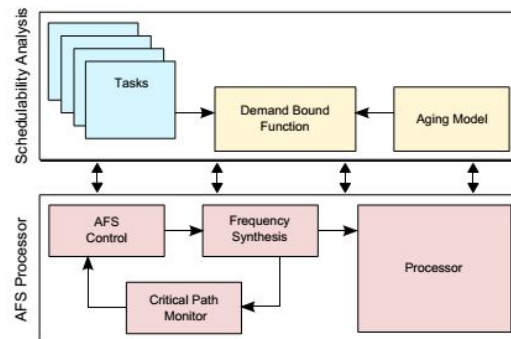 Schedulability Analysis
Tasks
Demand Bound
Function
Aging Model
AFS Processor
AFS
Control
Frequency
Synthesis
Processor
Critical Path
Monitor